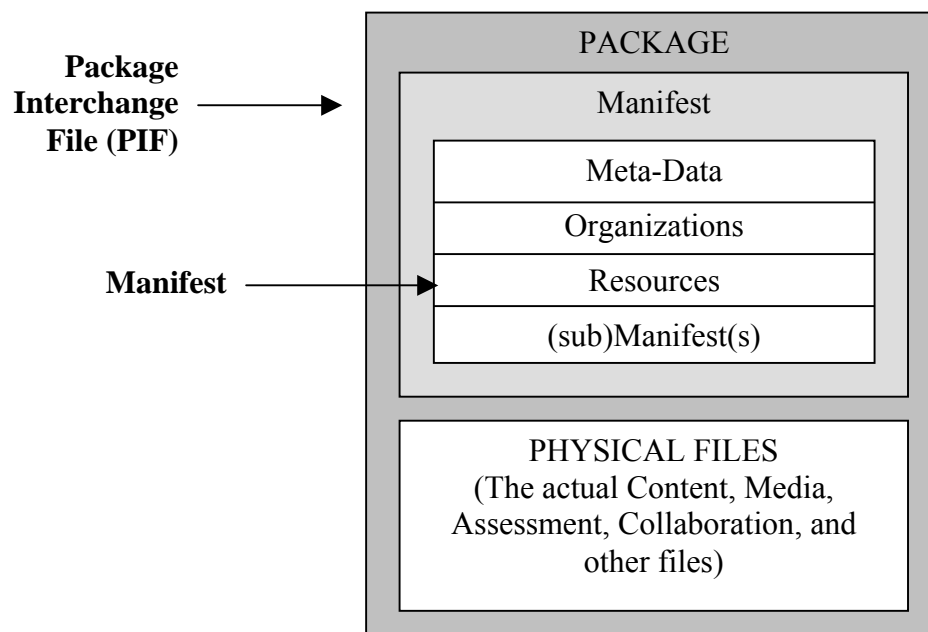 PACKAGE
Package
Interchange
File (PIF)
Manifest
Meta-Data
Organizations
Manifest
Resources
(sub)Manifest(s)
PHYSICAL FILES
(The actual Content, Media,
Assessment, Collaboration, and
other files)